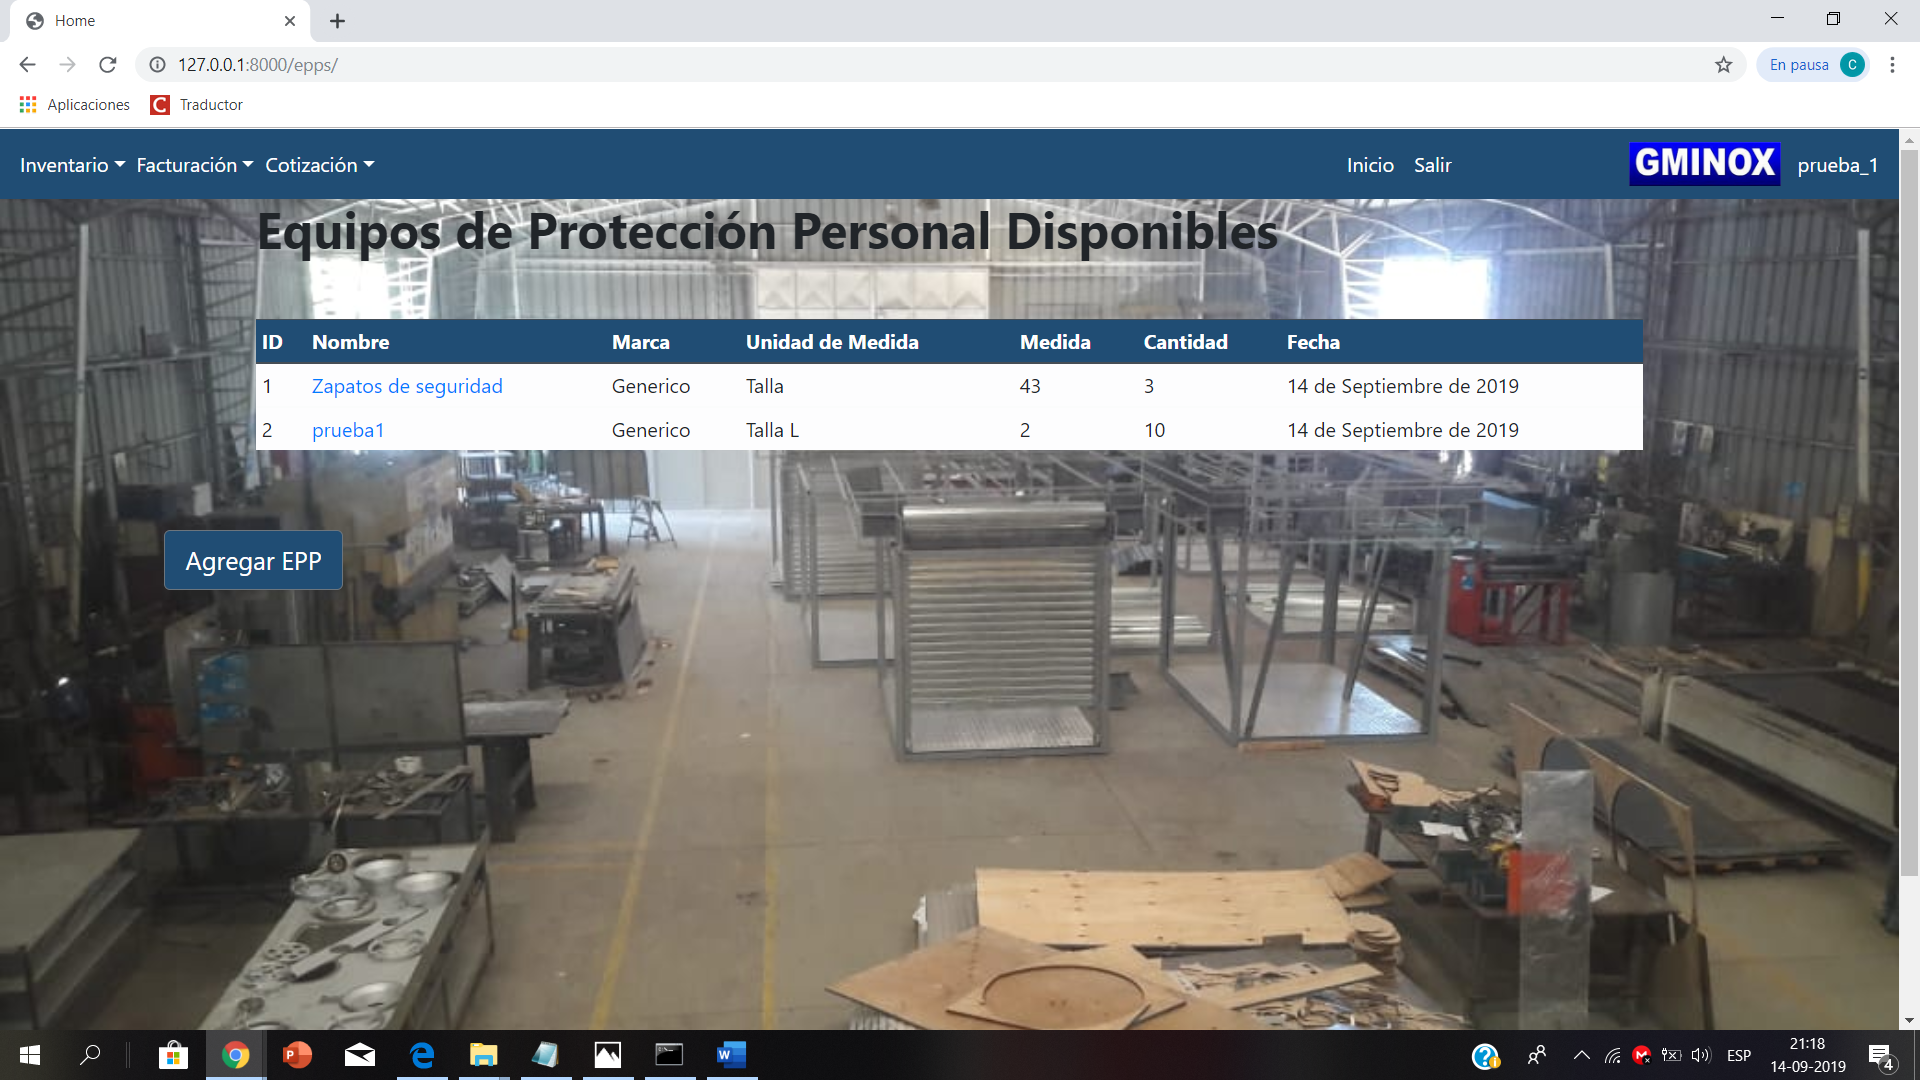 Home
127.0.0.1:8000/epps/
En pausa C
Aplicaciones C Traductor
Inventario Facturación Cotización Inicio Salir GMINOX prueba_1
Equipos de Protección Personal Disponibles
ID Nombre Marca Unidad de Medida Medida Cantidad Fecha
1 Zapatos de seguridad Generico Talla 43 3 14 de Septiembre de 2019
2 prueba1 Generico Talla L 2 10 14 de Septiembre de 2019
Agregar EPP
ESP
21:18
14-09-2019
4